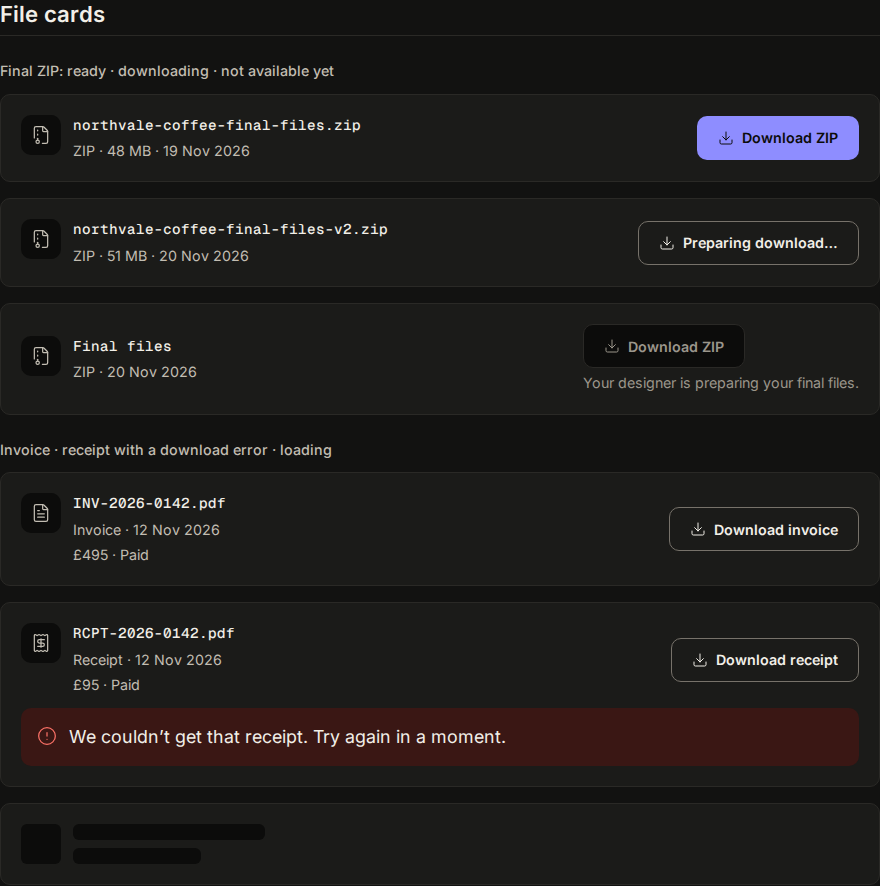 File cards
Final ZIP: ready · downloading · not available yet
northvale-coffee-final-files.zip
ZIP · 48 MB · 19 Nov 2026
Download ZIP
northvale-coffee-final-files-v2.zip
ZIP · 51 MB · 20 Nov 2026
Preparing download…
Final files
ZIP · 20 Nov 2026
Download ZIP
Your designer is preparing your final files.
Invoice · receipt with a download error · loading
INV-2026-0142.pdf
Invoice · 12 Nov 2026
£495 · Paid
Download invoice
RCPT-2026-0142.pdf
Receipt · 12 Nov 2026
£95 · Paid
Download receipt
We couldn’t get that receipt. Try again in a moment.